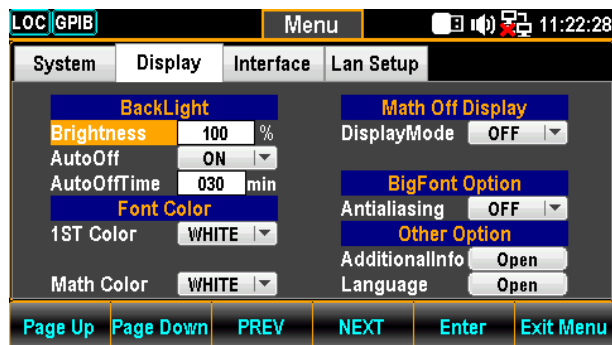 LOC GPIB Menu 11:22:28
System Display Interface Lan Setup
BackLight
Brightness 100 %
AutoOff ON
AutoOffTime 030 min
Font Color
1ST Color WHITE
Math Color WHITE
Math Off Display
DisplayMode OFF
BigFont Option
Antialiasing OFF
Other Option
AdditionalInfo Open
Language Open
Page Up Page Down PREV NEXT Enter Exit Menu